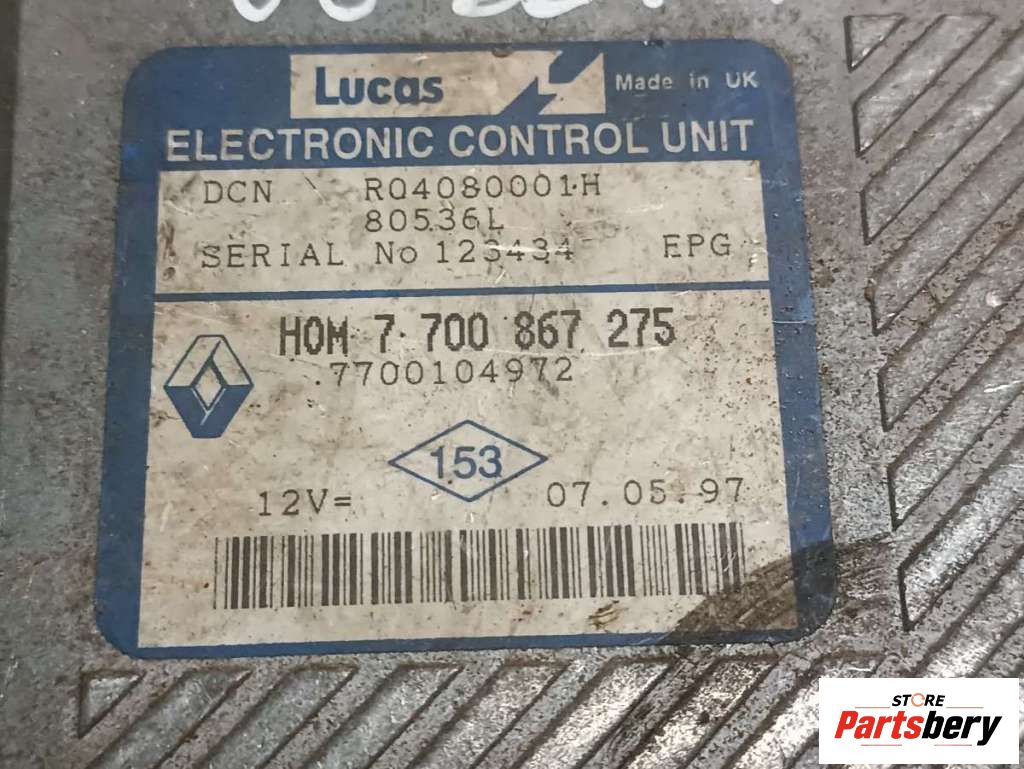 Lucas
Made in UK
ELECTRONIC CONTROL UNIT
DCN R04080001H
80536L
SERIAL No 123434 EPG
HOM 7 700 867 275
7700104972
153
12V= 07.05.97
STORE
Partsbery